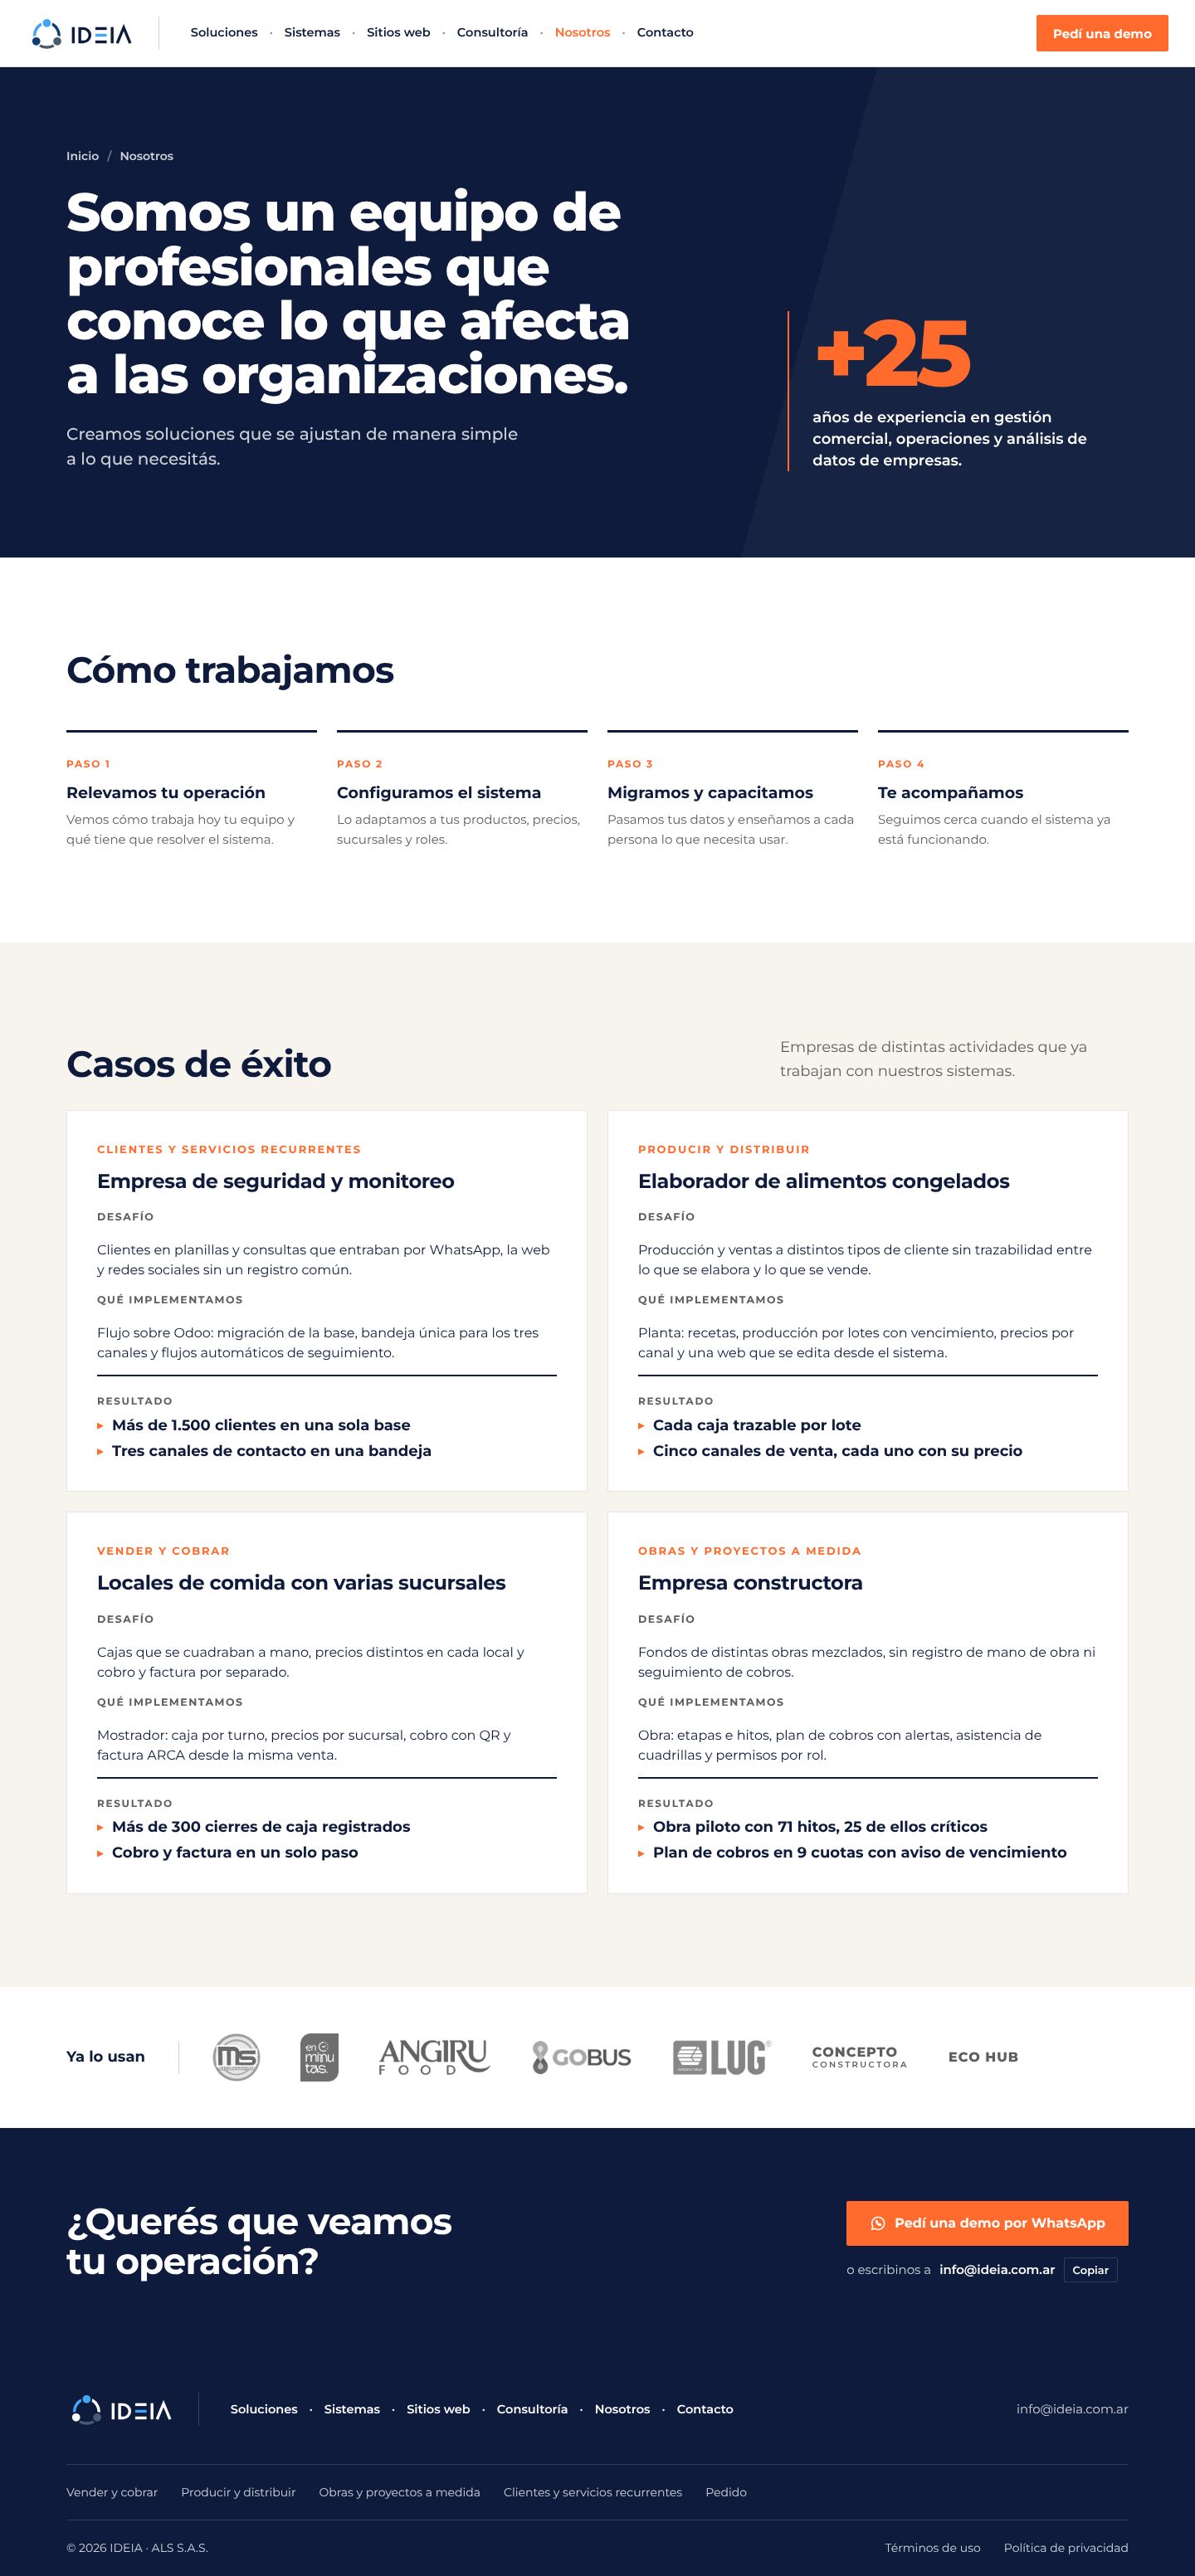 IDEIA
Soluciones · Sistemas · Sitios web · Consultoría · Nosotros · Contacto
Pedí una demo
Inicio / Nosotros
Somos un equipo de
profesionales que
conoce lo que afecta
a las organizaciones.
Creamos soluciones que se ajustan de manera simple
a lo que necesitás.
+25
años de experiencia en gestión
comercial, operaciones y análisis de
datos de empresas.
Cómo trabajamos
PASO 1
Relevamos tu operación
Vemos cómo trabaja hoy tu equipo y
qué tiene que resolver el sistema.
PASO 2
Configuramos el sistema
Lo adaptamos a tus productos, precios,
sucursales y roles.
PASO 3
Migramos y capacitamos
Pasamos tus datos y enseñamos a cada
persona lo que necesita usar.
PASO 4
Te acompañamos
Seguimos cerca cuando el sistema ya
está funcionando.
Casos de éxito
Empresas de distintas actividades que ya
trabajan con nuestros sistemas.
CLIENTES Y SERVICIOS RECURRENTES
Empresa de seguridad y monitoreo
DESAFÍO
Clientes en planillas y consultas que entraban por WhatsApp, la web
y redes sociales sin un registro común.
QUÉ IMPLEMENTAMOS
Flujo sobre Odoo: migración de la base, bandeja única para los tres
canales y flujos automáticos de seguimiento.
RESULTADO
▸ Más de 1.500 clientes en una sola base
▸ Tres canales de contacto en una bandeja
PRODUCIR Y DISTRIBUIR
Elaborador de alimentos congelados
DESAFÍO
Producción y ventas a distintos tipos de cliente sin trazabilidad entre
lo que se elabora y lo que se vende.
QUÉ IMPLEMENTAMOS
Planta: recetas, producción por lotes con vencimiento, precios por
canal y una web que se edita desde el sistema.
RESULTADO
▸ Cada caja trazable por lote
▸ Cinco canales de venta, cada uno con su precio
VENDER Y COBRAR
Locales de comida con varias sucursales
DESAFÍO
Cajas que se cuadraban a mano, precios distintos en cada local y
cobro y factura por separado.
QUÉ IMPLEMENTAMOS
Mostrador: caja por turno, precios por sucursal, cobro con QR y
factura ARCA desde la misma venta.
RESULTADO
▸ Más de 300 cierres de caja registrados
▸ Cobro y factura en un solo paso
OBRAS Y PROYECTOS A MEDIDA
Empresa constructora
DESAFÍO
Fondos de distintas obras mezclados, sin registro de mano de obra ni
seguimiento de cobros.
QUÉ IMPLEMENTAMOS
Obra: etapas e hitos, plan de cobros con alertas, asistencia de
cuadrillas y permisos por rol.
RESULTADO
▸ Obra piloto con 71 hitos, 25 de ellos críticos
▸ Plan de cobros en 9 cuotas con aviso de vencimiento
Ya lo usan
ms
en
minu
tas.
ANGIRU
FOOD
GOBUS
LUG®
CONCEPTO
CONSTRUCTORA
ECO HUB
¿Querés que veamos
tu operación?
Pedí una demo por WhatsApp
o escribinos a info@ideia.com.ar Copiar
IDEIA
Soluciones · Sistemas · Sitios web · Consultoría · Nosotros · Contacto
info@ideia.com.ar
Vender y cobrar Producir y distribuir Obras y proyectos a medida Clientes y servicios recurrentes Pedido
© 2026 IDEIA · ALS S.A.S.
Términos de uso Política de privacidad